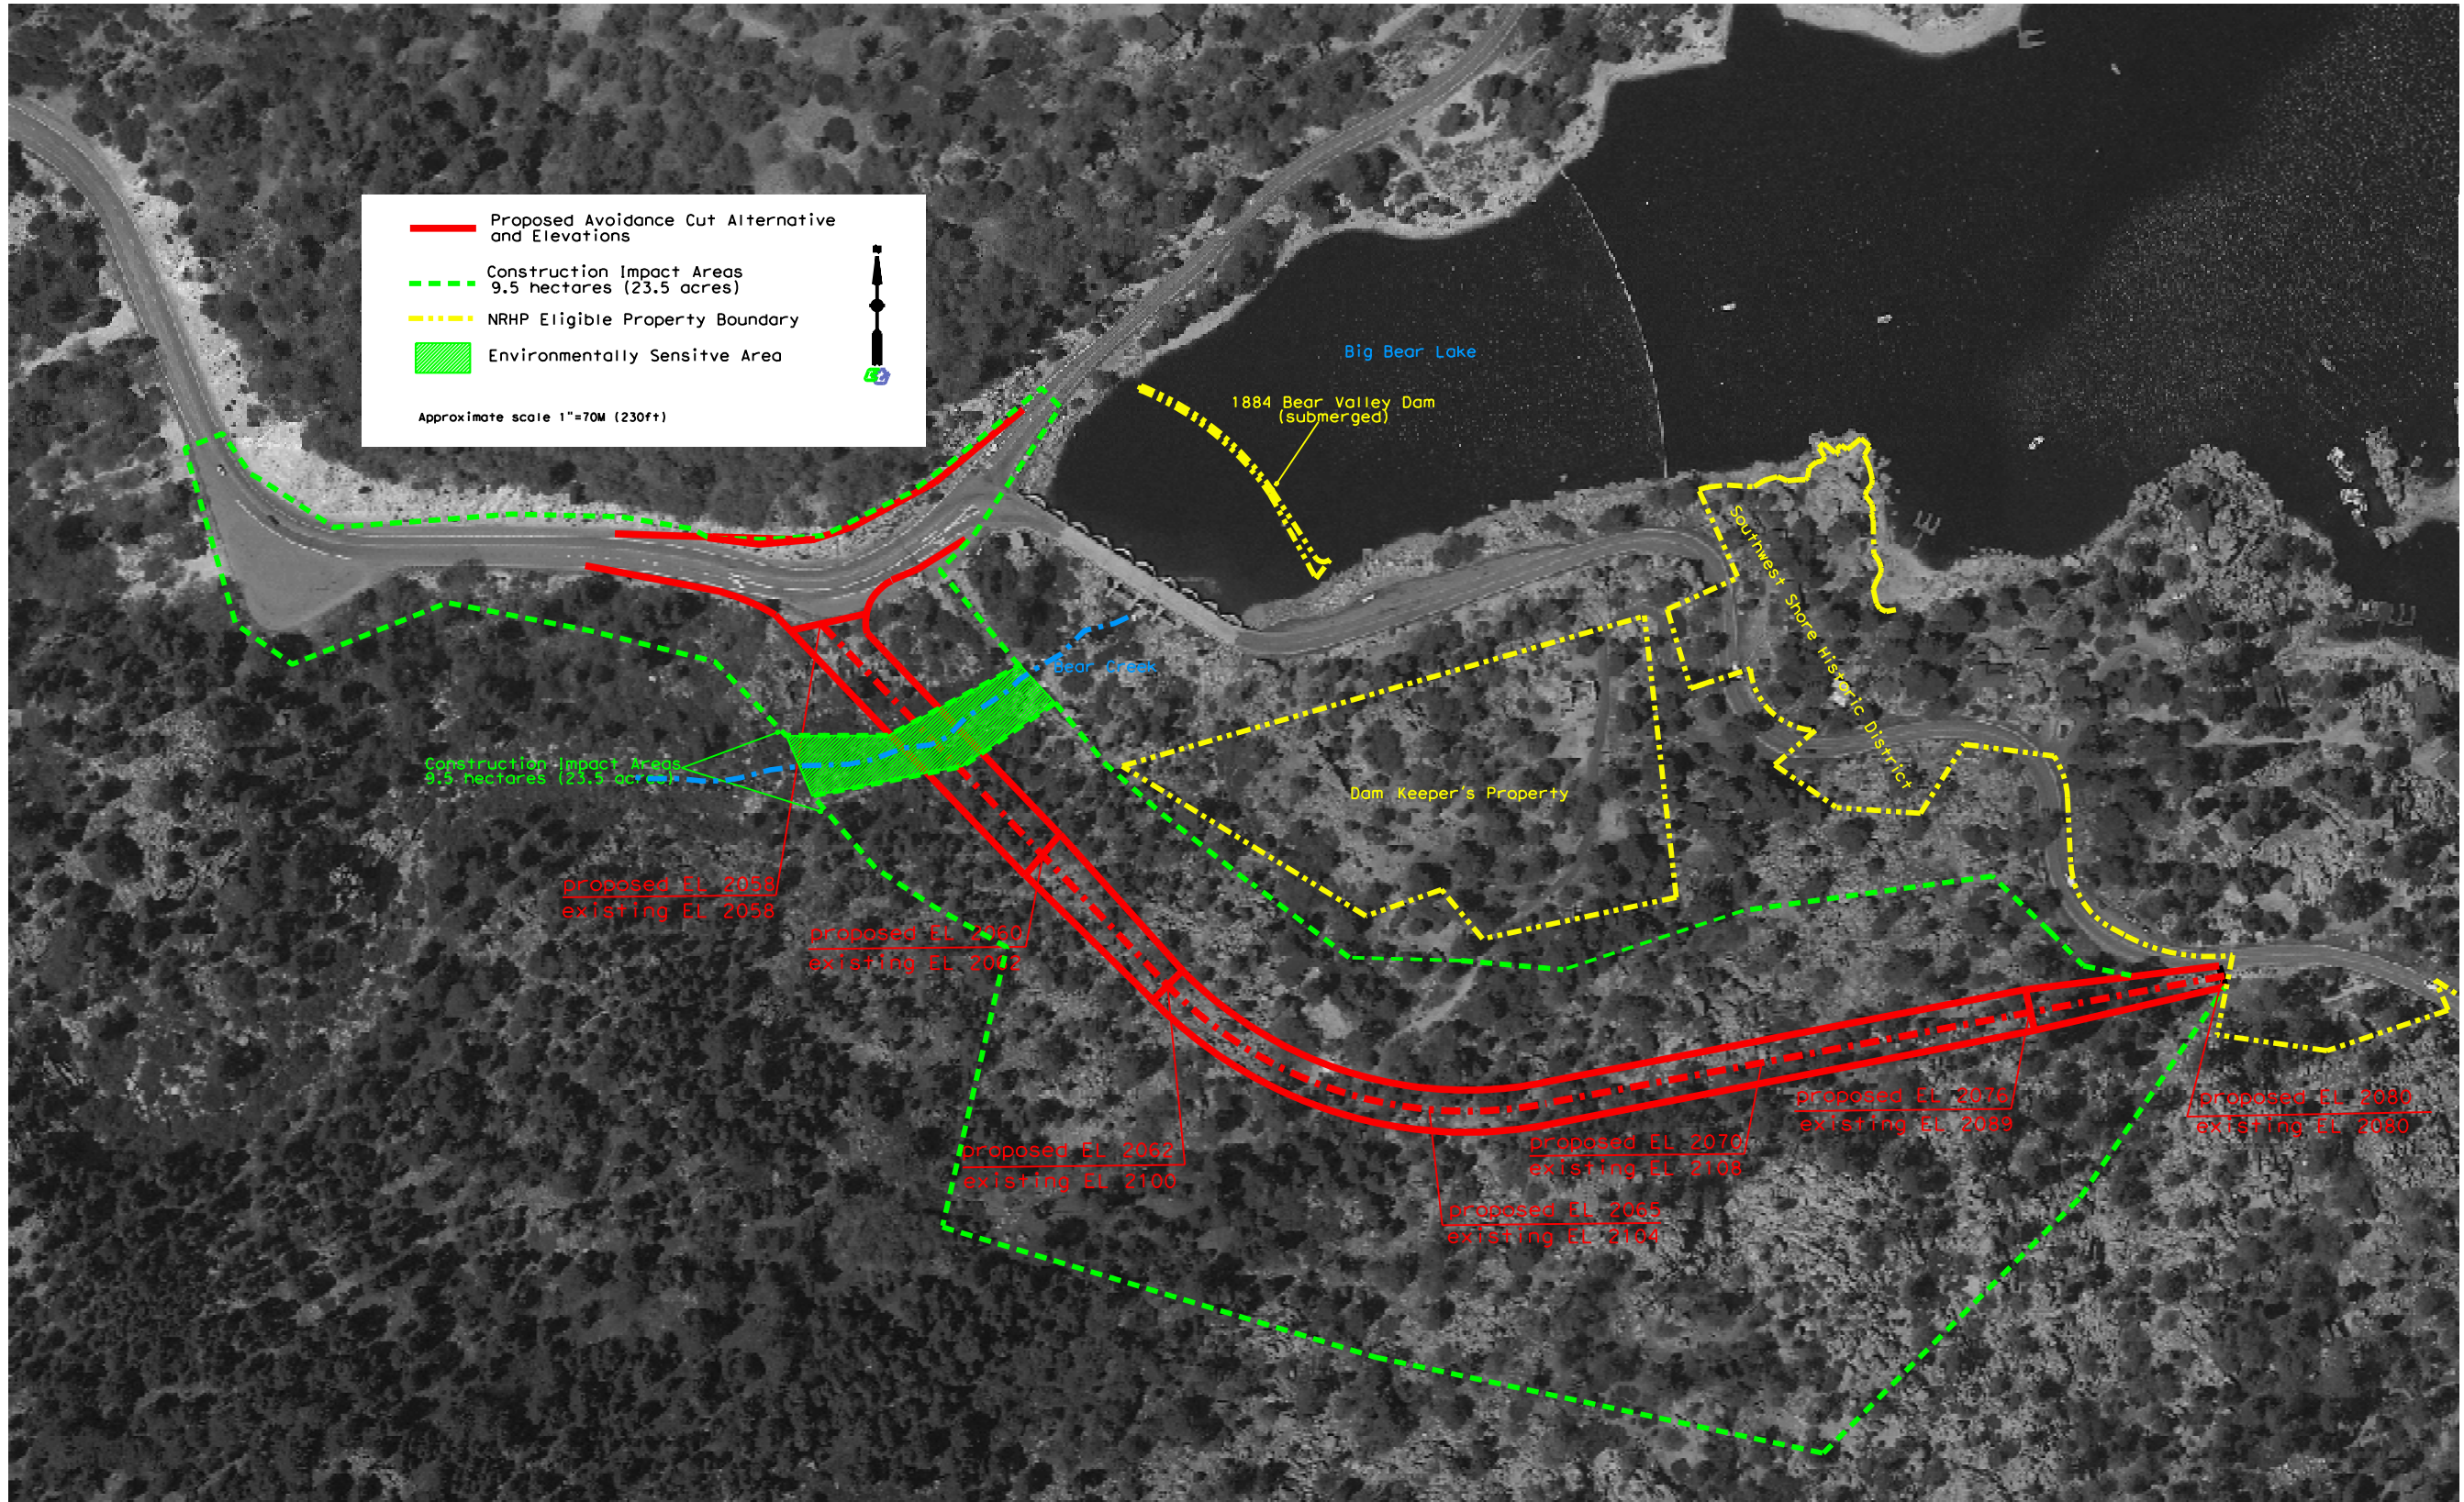 Proposed Avoidance Cut Alternative
and Elevations
Construction Impact Areas
9.5 hectares (23.5 acres)
NRHP Eligible Property Boundary
Environmentally Sensitve Area
Approximate scale 1"=70M (230ft)
Big Bear Lake
1884 Bear Valley Dam
(submerged)
Southwest Shore Historic District
Bear Creek
Construction Impact Areas
9.5 hectares (23.5 acres)
Dam Keeper's Property
proposed EL 2058
existing EL 2058
proposed EL 2060
existing EL 2062
proposed EL 2062
existing EL 2100
proposed EL 2065
existing EL 2104
proposed EL 2070
existing EL 2108
proposed EL 2076
existing EL 2089
proposed EL 2080
existing EL 2080